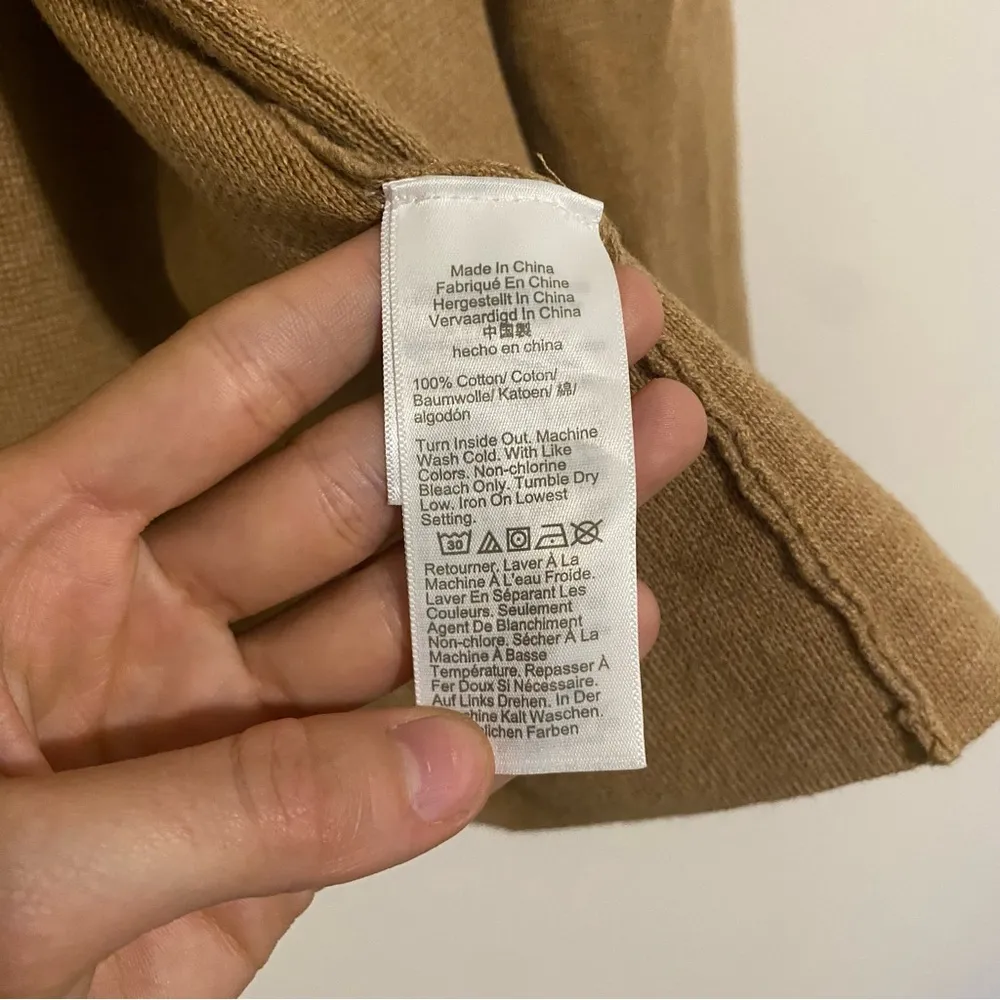 Made In China
Fabriqué En Chine
Hergestellt In China
Vervaardigd In China
中国製
hecho en china
100% Cotton/ Coton/
Baumwolle/ Katoen/ 綿/
algodón
Turn Inside Out. Machine
Wash Cold. With Like
Colors. Non-chlorine
Bleach Only. Tumble Dry
Low. Iron On Lowest
Setting.
30
Retourner. Laver À La
Machine À L'eau Froide.
Laver En Séparant Les
Couleurs. Seulement
Agent De Blanchiment
Non-chlore. Sécher À La
Machine À Basse
Température. Repasser À
Fer Doux Si Nécessaire.
Auf Links Drehen. In Der
Kalt Waschen.
Farben